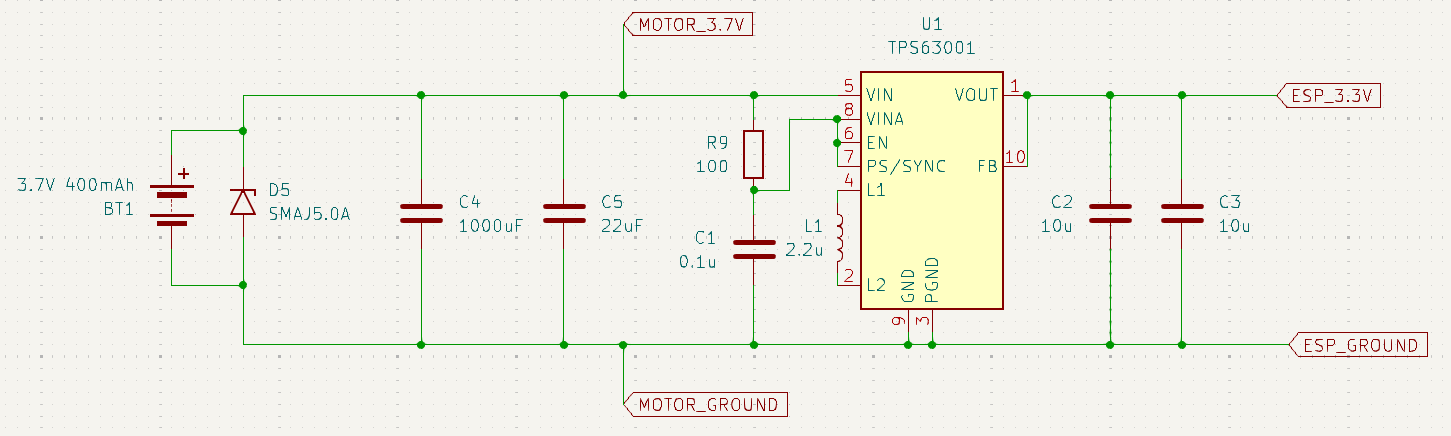 MOTOR_3.7V
U1
TPS63001
5
VIN
VOUT
1
ESP_3.3V
8
VINA
6
EN
7
PS/SYNC
FB
10
R9
100
4
L1
3.7V 400mAh
BT1
+
D5
SMAJ5.0A
C4
1000uF
C5
22uF
C1
0.1u
L1
2.2u
2
L2
GND
PGND
9
3
C2
10u
C3
10u
ESP_GROUND
MOTOR_GROUND